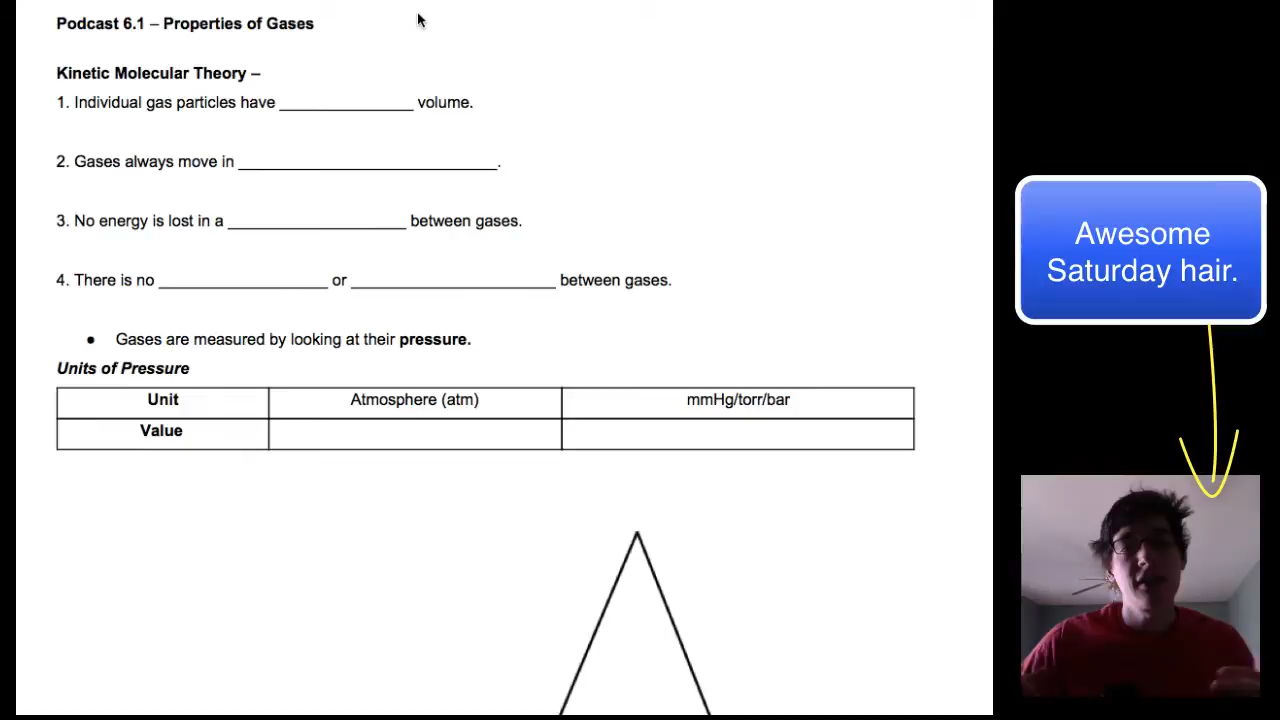 Podcast 6.1 – Properties of Gases
Kinetic Molecular Theory –
1. Individual gas particles have _______________ volume.
2. Gases always move in _____________________________.
3. No energy is lost in a ____________________ between gases.
4. There is no ___________________ or _______________________ between gases.
● Gases are measured by looking at their pressure.
Units of Pressure
Unit Atmosphere (atm) mmHg/torr/bar
Value
Awesome
Saturday hair.